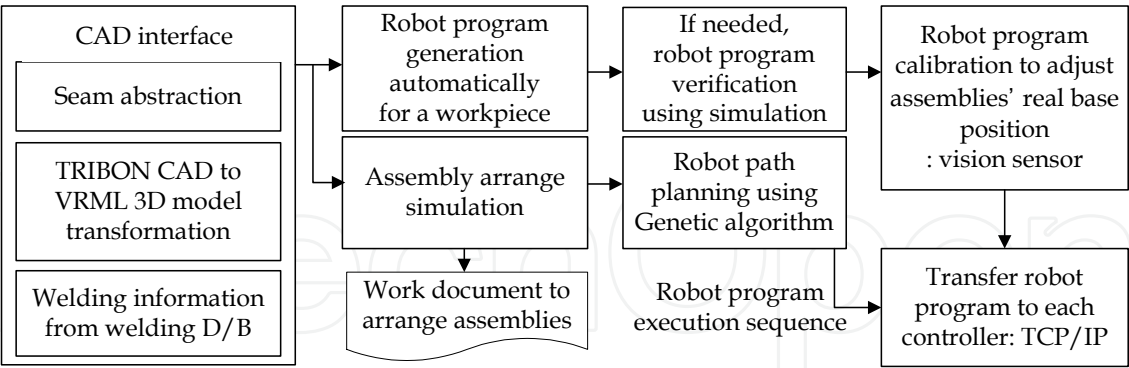 CAD interface
Seam abstraction
TRIBON CAD to
VRML 3D model
transformation
Welding information
from welding D/B
Robot program
generation
automatically
for a workpiece
If needed,
robot program
verification
using simulation
Robot program
calibration to adjust
assemblies’ real base
position
: vision sensor
Assembly arrange
simulation
Robot path
planning using
Genetic algorithm
Work document to
arrange assemblies
Robot program
execution sequence
Transfer robot
program to each
controller: TCP/IP